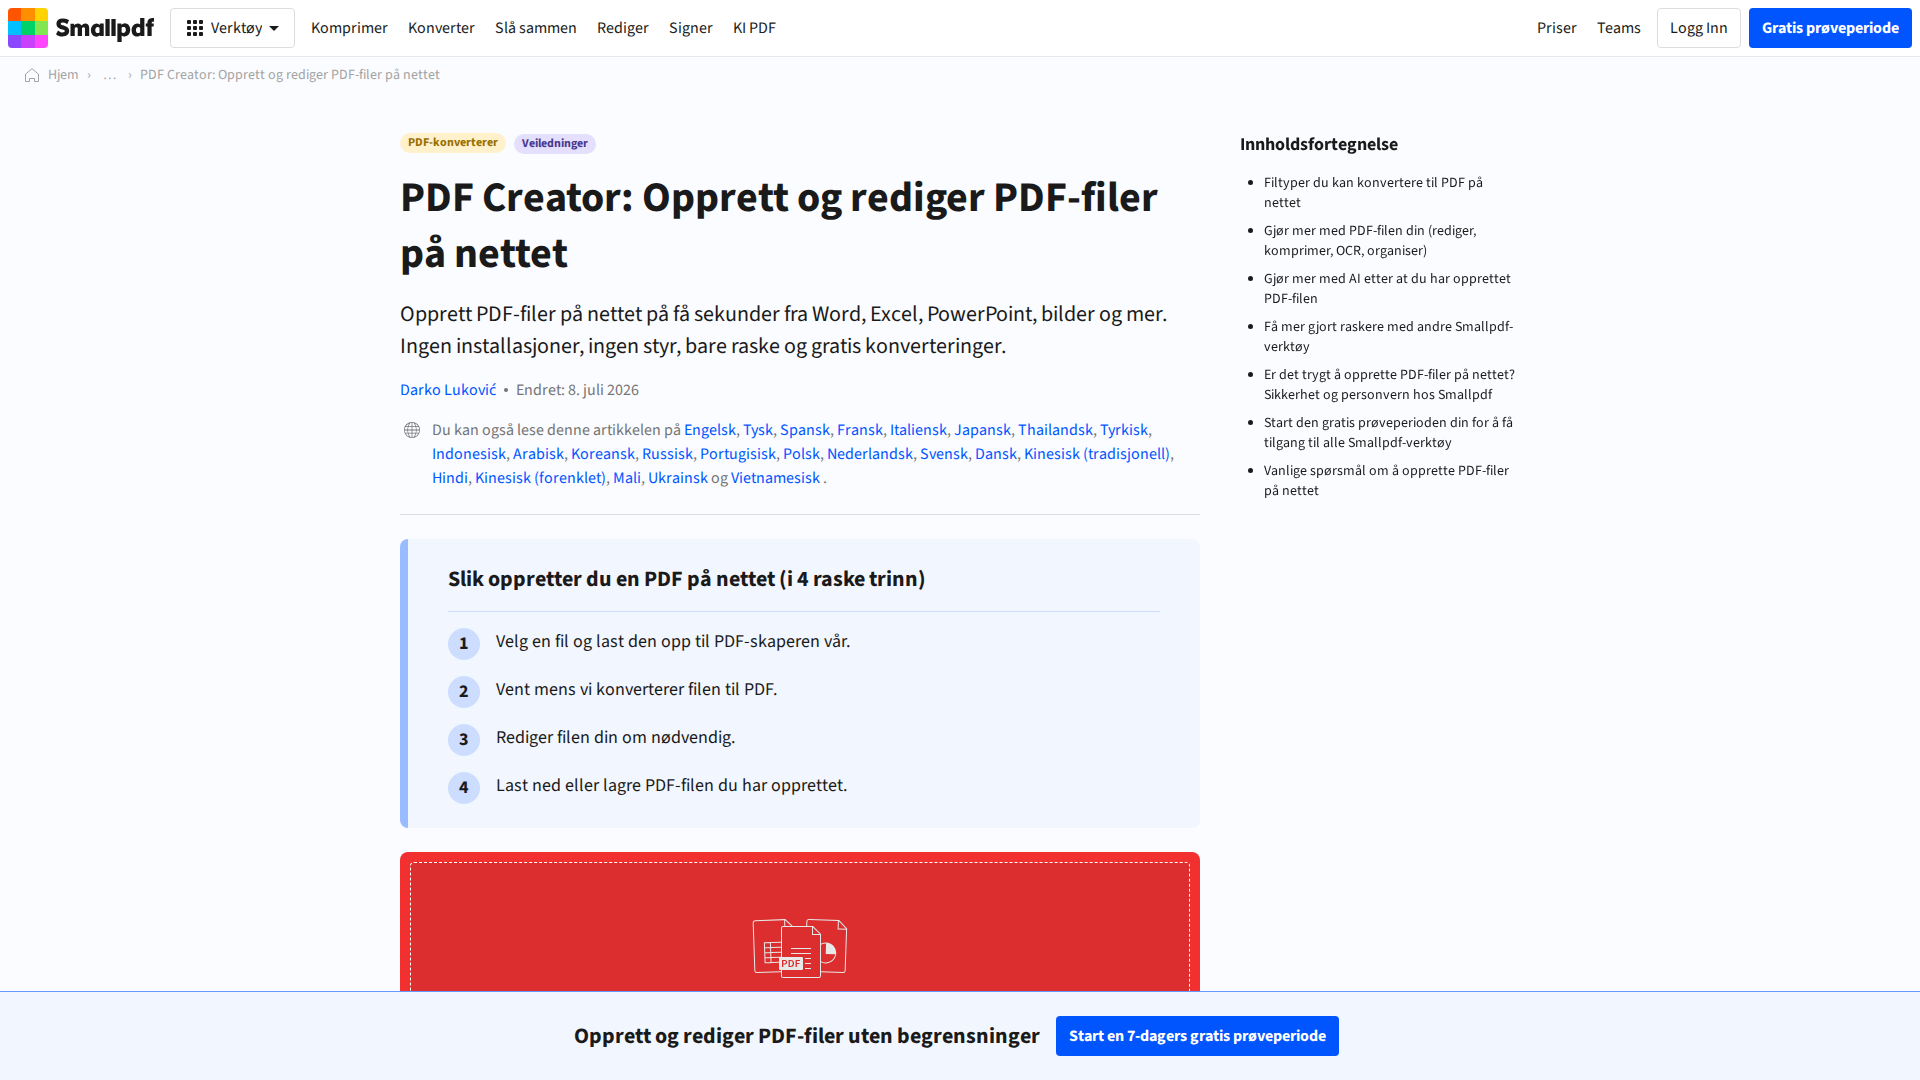 Smallpdf
Verktøy
Komprimer
Konverter
Slå sammen
Rediger
Signer
KI PDF
Priser
Teams
Logg Inn
Gratis prøveperiode
Hjem › … › PDF Creator: Opprett og rediger PDF-filer på nettet
PDF-konverterer
Veiledninger
PDF Creator: Opprett og rediger PDF-filer
på nettet
Opprett PDF-filer på nettet på få sekunder fra Word, Excel, PowerPoint, bilder og mer.
Ingen installasjoner, ingen styr, bare raske og gratis konverteringer.
Darko Luković • Endret: 8. juli 2026
Du kan også lese denne artikkelen på Engelsk, Tysk, Spansk, Fransk, Italiensk, Japansk, Thailandsk, Tyrkisk,
Indonesisk, Arabisk, Koreansk, Russisk, Portugisisk, Polsk, Nederlandsk, Svensk, Dansk, Kinesisk (tradisjonell),
Hindi, Kinesisk (forenklet), Mali, Ukrainsk og Vietnamesisk .
Slik oppretter du en PDF på nettet (i 4 raske trinn)
1 Velg en fil og last den opp til PDF-skaperen vår.
2 Vent mens vi konverterer filen til PDF.
3 Rediger filen din om nødvendig.
4 Last ned eller lagre PDF-filen du har opprettet.
PDF
Innholdsfortegnelse
• Filtyper du kan konvertere til PDF på
nettet
• Gjør mer med PDF-filen din (rediger,
komprimer, OCR, organiser)
• Gjør mer med AI etter at du har opprettet
PDF-filen
• Få mer gjort raskere med andre Smallpdf-
verktøy
• Er det trygt å opprette PDF-filer på nettet?
Sikkerhet og personvern hos Smallpdf
• Start den gratis prøveperioden din for å få
tilgang til alle Smallpdf-verktøy
• Vanlige spørsmål om å opprette PDF-filer
på nettet
Opprett og rediger PDF-filer uten begrensninger
Start en 7-dagers gratis prøveperiode